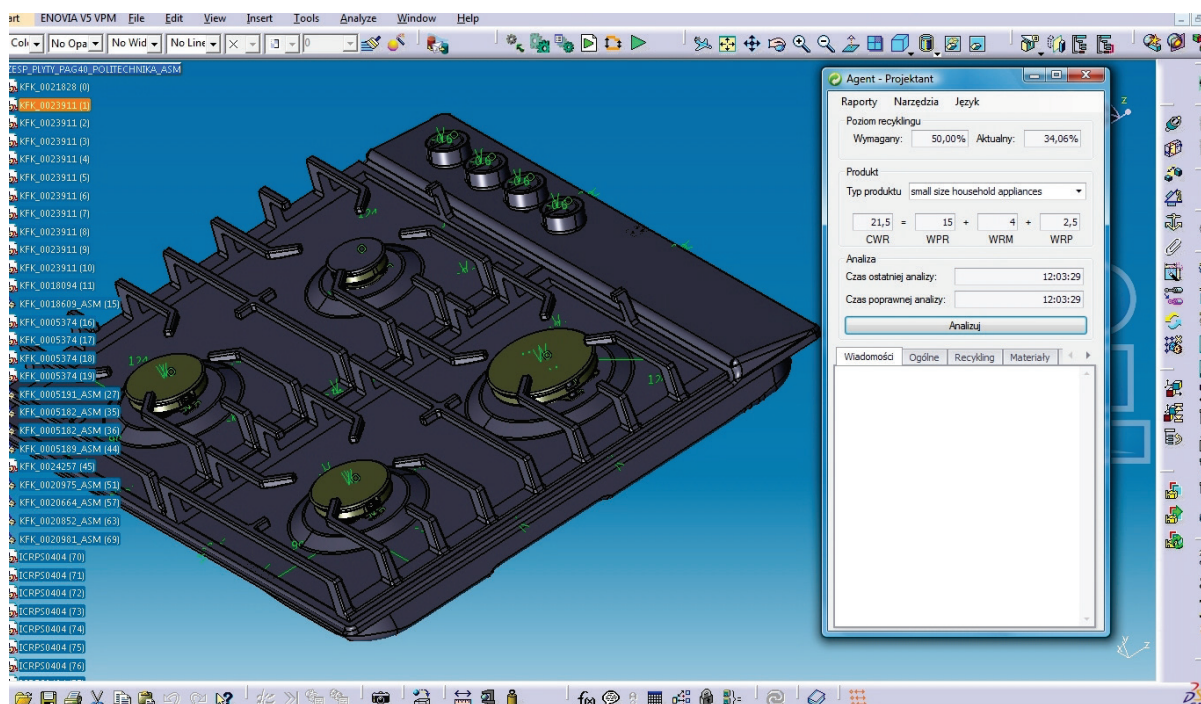 art ENOVIA V5 VPM File Edit View Insert Tools Analyze Window Help
Col No Opa No Wid No Line 0
ZESP_PLYTY_PAG40_POLITECHNIKA_ASM
KFK_0021828 (0)
KFK_0023911 (1)
KFK_0023911 (2)
KFK_0023911 (3)
KFK_0023911 (4)
KFK_0023911 (5)
KFK_0023911 (6)
KFK_0023911 (7)
KFK_0023911 (8)
KFK_0023911 (9)
KFK_0023911 (10)
KFK_0018094 (11)
KFK_0018609_ASM (15)
KFK_0005374 (16)
KFK_0005374 (17)
KFK_0005374 (18)
KFK_0005374 (19)
KFK_0005191_ASM (27)
KFK_0005182_ASM (35)
KFK_0005182_ASM (36)
KFK_0005189_ASM (44)
KFK_0024257 (45)
KFK_0020975_ASM (51)
KFK_0020664_ASM (57)
KFK_0020852_ASM (63)
KFK_0020981_ASM (69)
ICRPS0404 (70)
ICRPS0404 (71)
ICRPS0404 (72)
ICRPS0404 (73)
ICRPS0404 (74)
ICRPS0404 (75)
ICRPS0404 (76)
Agent - Projektant
Raporty Narzędzia Język
Poziom recyklingu
Wymagany: 50,00% Aktualny: 34,06%
Produkt
Typ produktu small size household appliances
21,5 = 15 + 4 + 2,5
CWR WPR WRM WRP
Analiza
Czas ostatniej analizy: 12:03:29
Czas poprawnej analizy: 12:03:29
Analizuj
Wiadomości Ogólne Recykling Materiały
z
z
f(x)